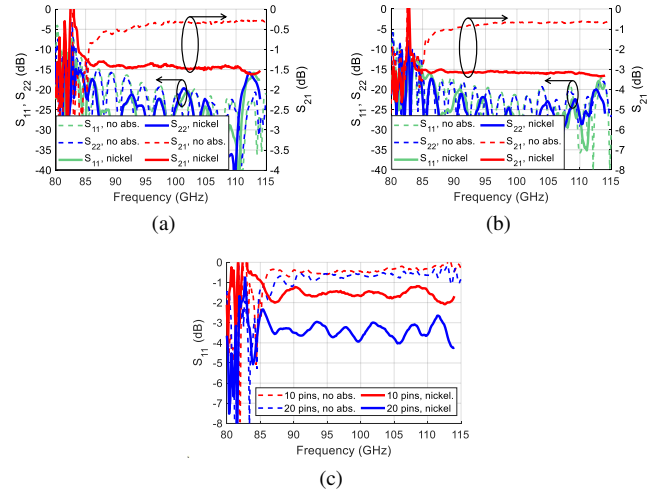 0
-5
-10
-15
-20
-25
-30
-35
-40
S11, S22 (dB)
0
-0.5
-1
-1.5
-2
-2.5
-3
-3.5
-4
S21 (dB)
S11, no abs. S22, nickel
S22, no abs. S21, no abs.
S11, nickel S21, nickel
80 85 90 95 100 105 110 115
Frequency (GHz)
(a)
0
-5
-10
-15
-20
-25
-30
-35
-40
S11, S22 (dB)
0
-1
-2
-3
-4
-5
-6
-7
-8
S21 (dB)
S11, no abs. S22, nickel
S22, no abs. S21, no abs.
S11, nickel S21, nickel
80 85 90 95 100 105 110 115
Frequency (GHz)
(b)
0
-1
-2
-3
-4
-5
-6
-7
-8
S11 (dB)
10 pins, no abs. 10 pins, nickel.
20 pins, no abs. 20 pins, nickel
80 85 90 95 100 105 110 115
Frequency (GHz)
(c)